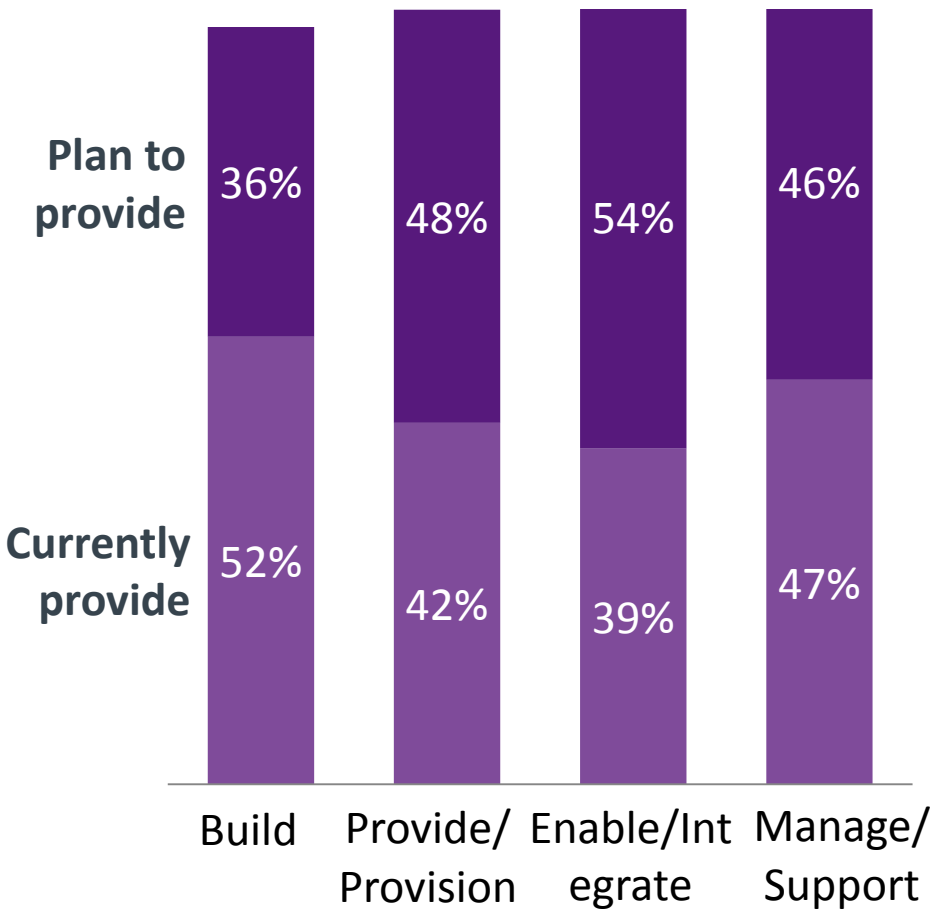 Plan to
provide
36%
48%
54%
46%
Currently
provide
52%
42%
39%
47%
Build
Provide/
Provision
Enable/Int
egrate
Manage/
Support